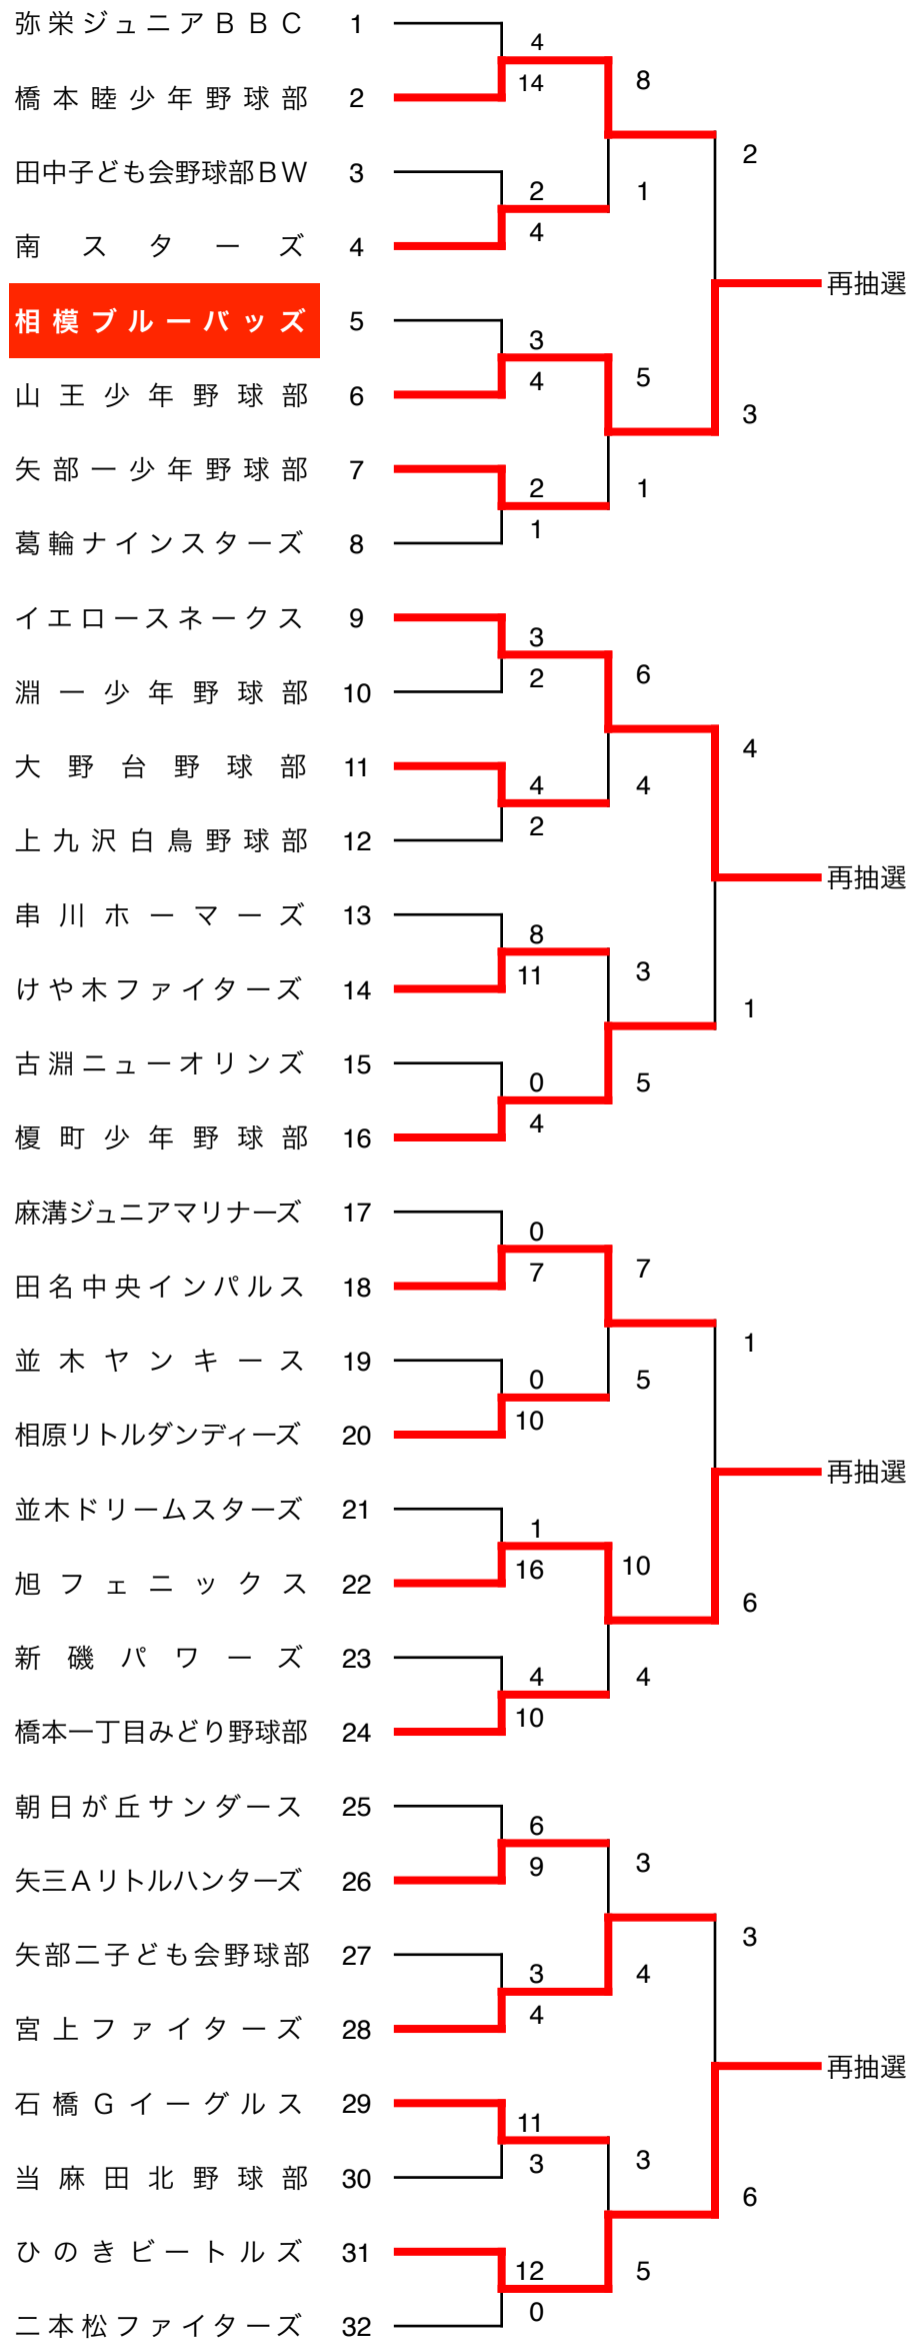 弥栄ジュニアＢＢＣ 1
4
14
8
橋本睦少年野球部 2
2
田中子ども会野球部ＢＷ 3
2
4
1
南スターズ 4
再抽選
相模ブルーバッズ 5
3
4
5
山王少年野球部 6
3
矢部一少年野球部 7
2
1
1
葛輪ナインスターズ 8
イエロースネークス 9
3
2
6
淵一少年野球部 10
4
大野台野球部 11
4
2
4
上九沢白鳥野球部 12
再抽選
串川ホーマーズ 13
8
11
3
けや木ファイターズ 14
1
古淵ニューオリンズ 15
0
4
5
榎町少年野球部 16
麻溝ジュニアマリナーズ 17
0
7
7
田名中央インパルス 18
1
並木ヤンキース 19
0
10
5
相原リトルダンディーズ 20
再抽選
並木ドリームスターズ 21
1
16
10
旭フェニックス 22
6
新磯パワーズ 23
4
10
4
橋本一丁目みどり野球部 24
朝日が丘サンダース 25
6
9
3
矢三Ａリトルハンターズ 26
3
矢部二子ども会野球部 27
3
4
4
宮上ファイターズ 28
再抽選
石橋Ｇイーグルス 29
11
3
3
当麻田北野球部 30
6
ひのきビートルズ 31
12
0
5
二本松ファイターズ 32